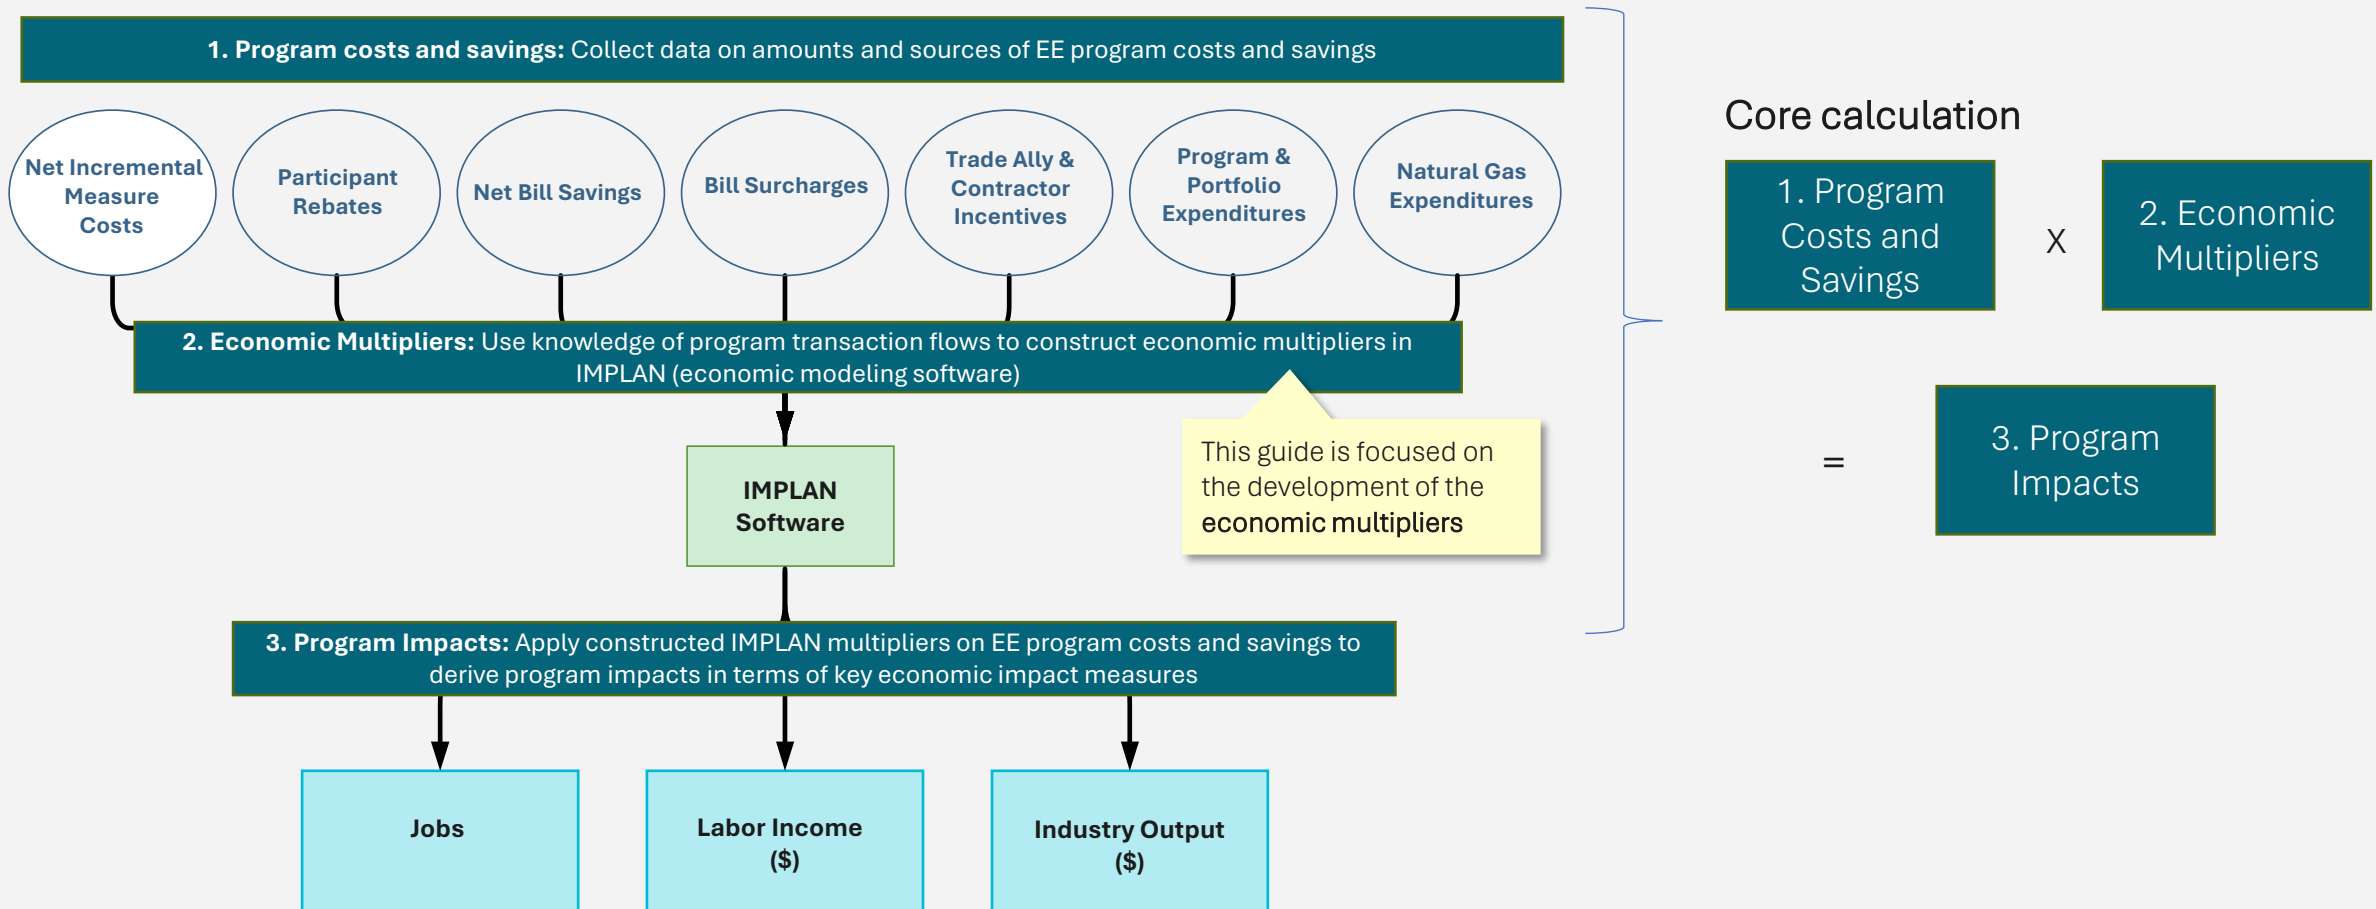 1. Program costs and savings: Collect data on amounts and sources of EE program costs and savings
Net Incremental
Measure
Costs
Participant
Rebates
Net Bill Savings
Bill Surcharges
Trade Ally &
Contractor
Incentives
Program &
Portfolio
Expenditures
Natural Gas
Expenditures
2. Economic Multipliers: Use knowledge of program transaction flows to construct economic multipliers in
IMPLAN (economic modeling software)
This guide is focused on
the development of the
economic multipliers
IMPLAN
Software
3. Program Impacts: Apply constructed IMPLAN multipliers on EE program costs and savings to
derive program impacts in terms of key economic impact measures
Jobs
Labor Income
($)
Industry Output
($)
Core calculation
1. Program
Costs and
Savings
X
2. Economic
Multipliers
=
3. Program
Impacts